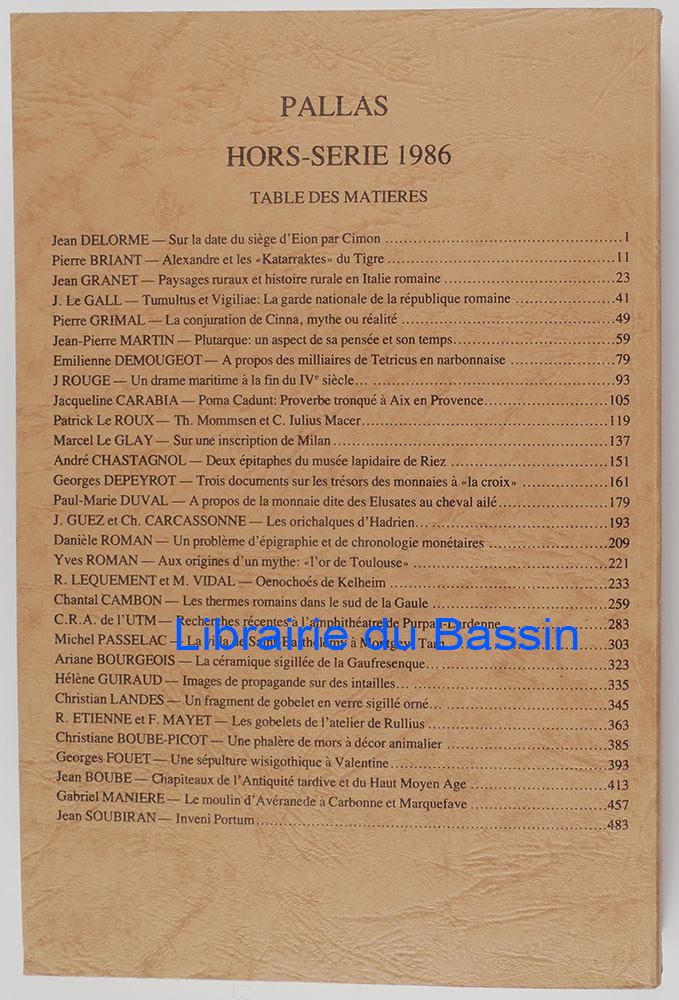 PALLAS
HORS-SERIE 1986
TABLE DES MATIERES
Jean DELORME — Sur la date du siège d'Eion par Cimon ........................................1
Pierre BRIANT — Alexandre et les «Katarraktes» du Tigre ......................................11
Jean GRANET — Paysages ruraux et histoire rurale en Italie romaine .............................23
J. Le GALL — Tumultus et Vigiliae: La garde nationale de la république romaine .................41
Pierre GRIMAL — La conjuration de Cinna, mythe ou réalité ....................................49
Jean-Pierre MARTIN — Plutarque: un aspect de sa pensée et son temps............................59
Emilienne DEMOUGEOT — A propos des milliaires de Tetricus en narbonnaise ..................79
J ROUGE — Un drame maritime à la fin du IVe siècle... ........................................93
Jacqueline CARABIA — Poma Cadunt: Proverbe tronqué à Aix en Provence.....................105
Patrick Le ROUX — Th. Mommsen et C. Iulius Macer..........................................119
Marcel Le GLAY — Sur une inscription de Milan ..............................................137
André CHASTAGNOL — Deux épitaphes du musée lapidaire de Riez ...........................151
Georges DEPEYROT — Trois documents sur les trésors des monnaies à «la croix» ................161
Paul-Marie DUVAL — A propos de la monnaie dite des Elusates au cheval ailé...................179
J. GUEZ et Ch. CARCASSONNE — Les orichalques d'Hadrien... ...............................193
Danièle ROMAN — Un problème d'épigraphie et de chronologie monétaires .....................209
Yves ROMAN — Aux origines d'un mythe: «l'or de Toulouse» ..................................221
R. LEQUEMENT et M. VIDAL — Oenochoés de Kelheim .....................................233
Chantal CAMBON — Les thermes romains dans le sud de la Gaule ..............................259
C.R.A. de l'UTM — Recherches récentes à l'amphithéatre de Purpan-Lardenne ..................283
Michel PASSELAC — La villa de Saint-Barthélémy à Montgey, Tarn ............................303
Librairie du Bassin
Ariane BOURGEOIS — La céramique sigillée de la Gaufresenque...............................323
Hélène GUIRAUD — Images de propagande sur des intailles... ..................................335
Christian LANDES — Un fragment de gobelet en verre sigillé orné... ............................345
R. ETIENNE et F. MAYET — Les gobelets de l'atelier de Rullius ...............................363
Christiane BOUBE-PICOT — Une phalère de mors à décor animalier ............................385
Georges FOUET — Une sépulture wisigothique à Valentine.....................................393
Jean BOUBE — Chapiteaux de l'Antiquité tardive et du Haut Moyen Age ........................413
Gabriel MANIERE — Le moulin d'Avéranede à Carbonne et Marquefave .......................457
Jean SOUBIRAN — Inveni Portum..........................................................483